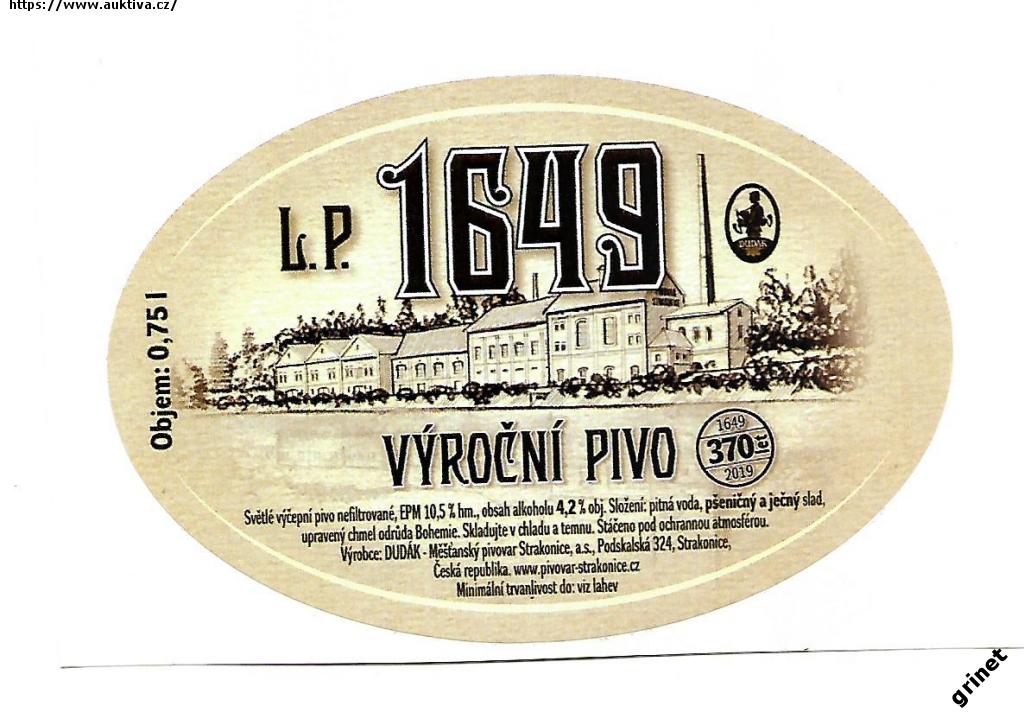 https://www.auktiva.cz/
L.P. 1649
DUDÁK
PIVOVAR
STRAKONICE
Objem: 0,75 l
VÝROČNÍ PIVO
1649
370 let
2019
Světlé výčepní pivo nefiltrované, EPM 10,5 % hm., obsah alkoholu 4,2 % obj. Složení: pitná voda, pšeničný a ječný slad,
upravený chmel odrůda Bohemie. Skladujte v chladu a temnu. Stáčeno pod ochrannou atmosférou.
Výrobce: DUDÁK - Měšťanský pivovar Strakonice, a.s., Podskalská 324, Strakonice,
Česká republika. www.pivovar-strakonice.cz
Minimální trvanlivost do: viz lahev
grinet